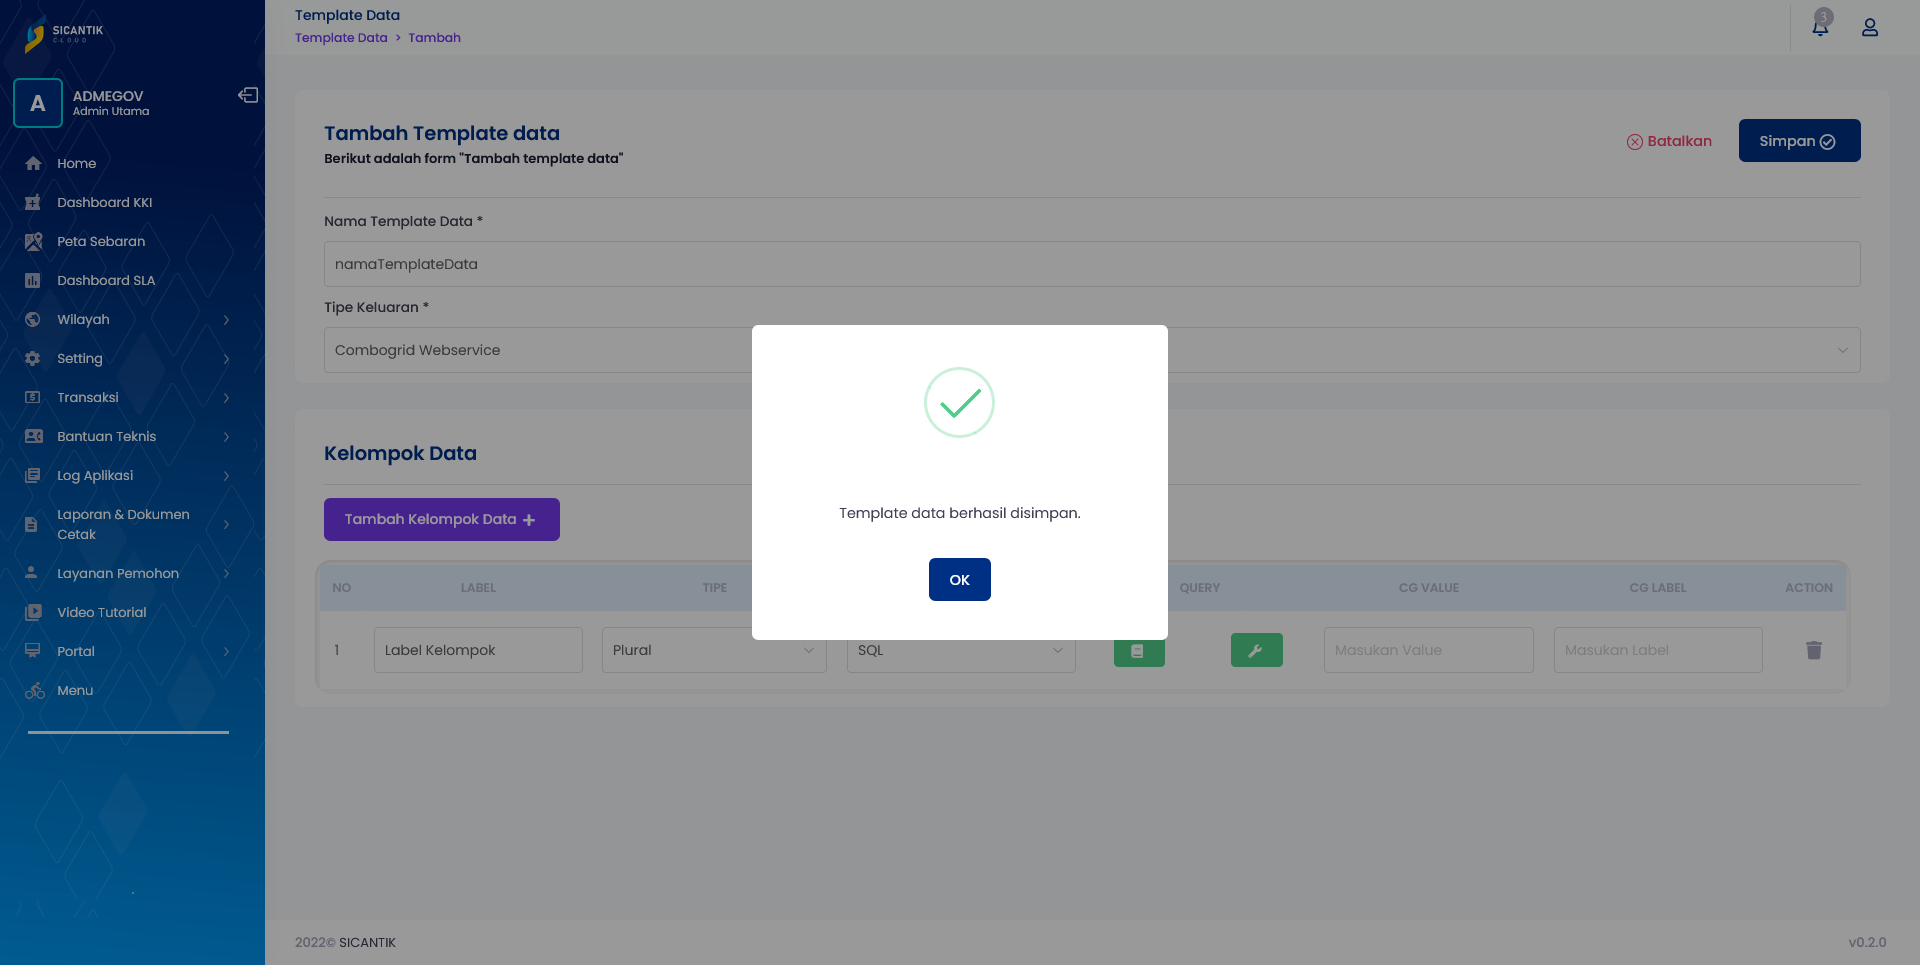 SICANTIK
CLOUD
A
ADMEGOV
Admin Utama
Home
Dashboard KKI
Peta Sebaran
Dashboard SLA
Wilayah
Setting
Transaksi
Bantuan Teknis
Log Aplikasi
Laporan & Dokumen
Cetak
Layanan Pemohon
Video Tutorial
Portal
Menu
Template Data
Template Data > Tambah
3
Tambah Template data
Berikut adalah form "Tambah template data"
Batalkan
Simpan
Nama Template Data *
namaTemplateData
Tipe Keluaran *
Combogrid Webservice
Kelompok Data
Tambah Kelompok Data +
NO LABEL TIPE QUERY CG VALUE CG LABEL ACTION
1 Label Kelompok Plural SQL Masukan Value Masukan Label
Template data berhasil disimpan.
OK
2022© SICANTIK
v0.2.0